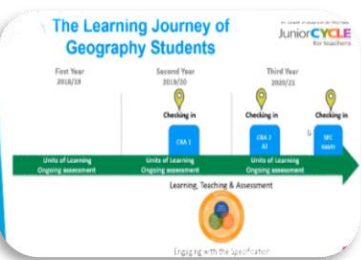 The Learning Journey of
Geography Students
JuniorCYCLE
for teachers
First Year
2018/19
Second Year
2019/20
Third Year
2020/21
Checking in
Checking in
Checking in
CBA 1
CBA 2
AT
SEC
exam
Units of Learning
Ongoing assessment
Units of Learning
Ongoing assessment
Units of Learning
Ongoing assessment
Learning, Teaching & Assessment
Engaging with the Specification